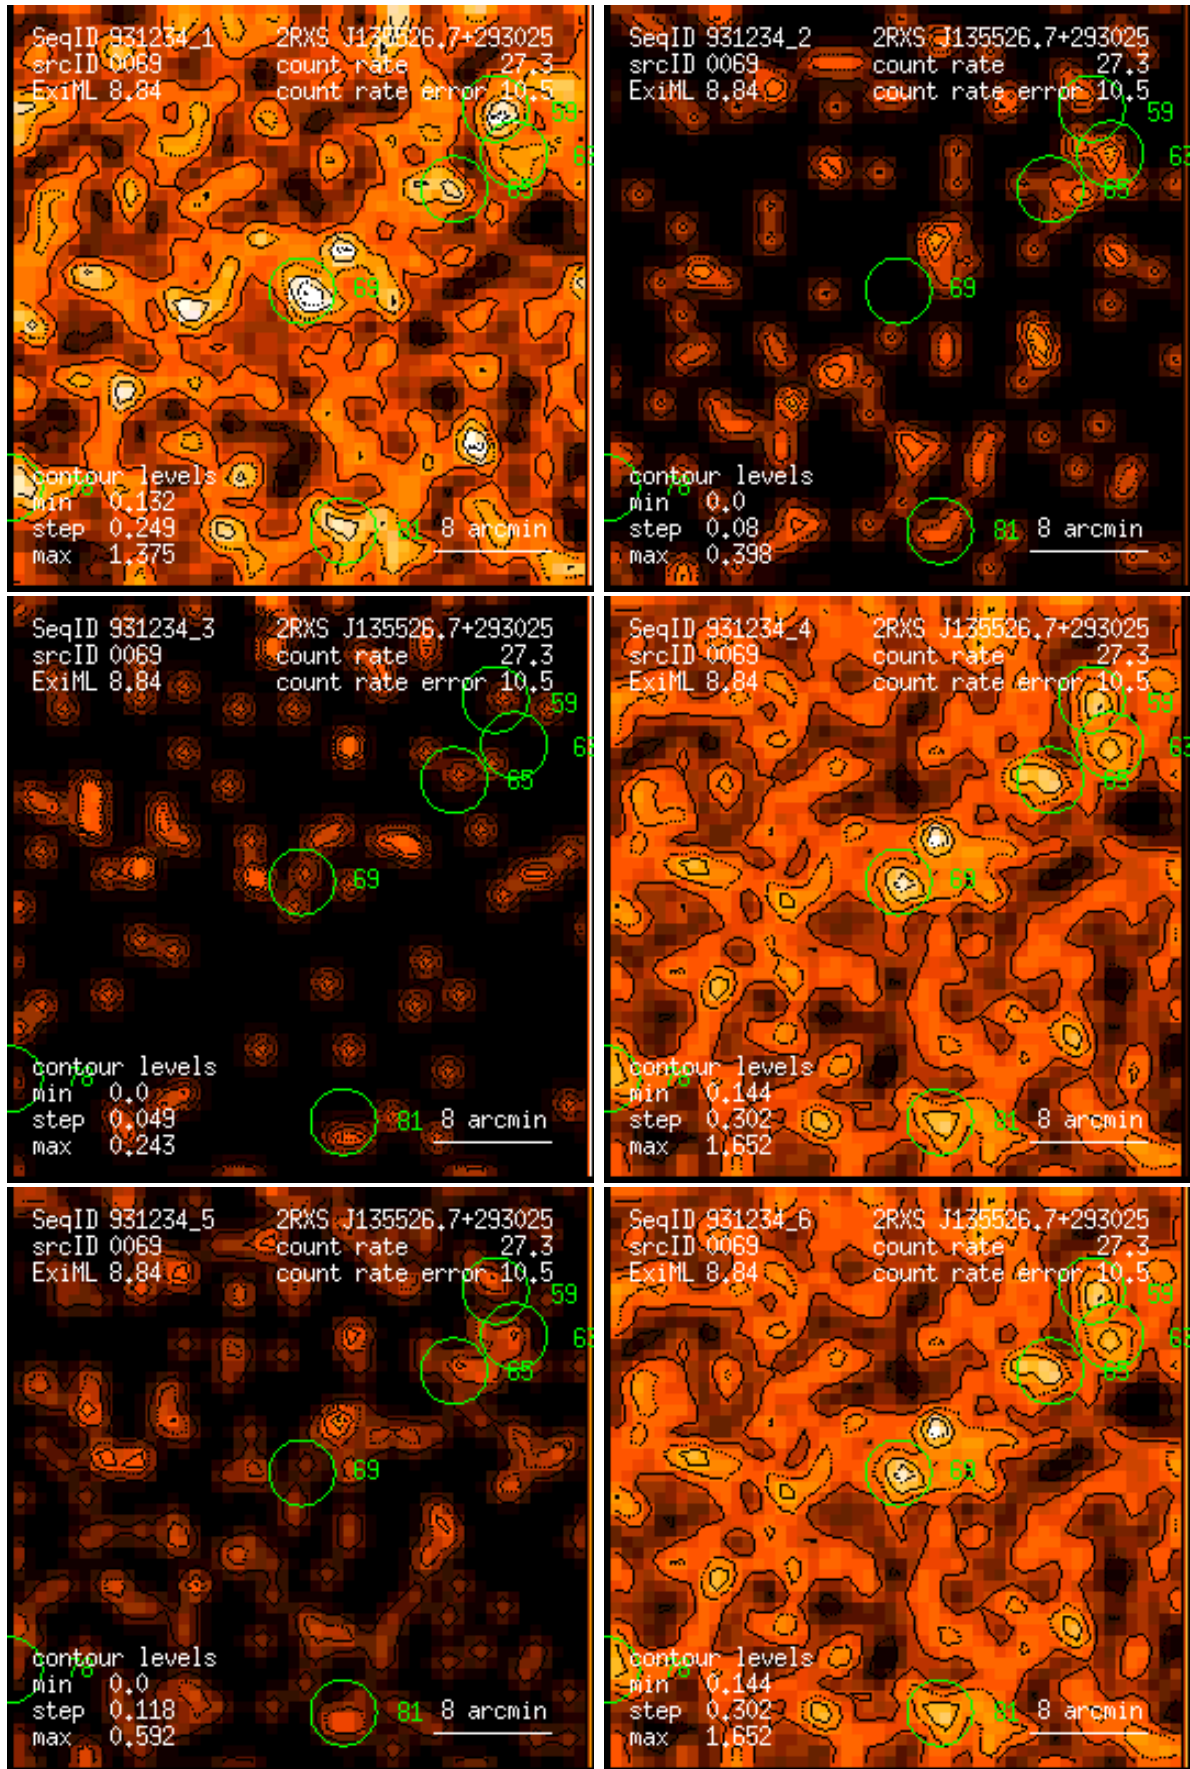 SeqID 931234_1 2RXS J135526.7+293025
srcID 0069 count rate 27.3
ExiML 8.84 count rate error 10.5
59
63
65
69
contour levels
78
min 0.132
step 0.249 81 8 arcmin
max 1.375
SeqID 931234_2 2RXS J135526.7+293025
srcID 0069 count rate 27.3
ExiML 8.84 count rate error 10.5
59
63
65
69
contour levels
78
min 0.0
step 0.08 81 8 arcmin
max 0.398
SeqID 931234_3 2RXS J135526.7+293025
srcID 0069 count rate 27.3
ExiML 8.84 count rate error 10.5
59
63
65
69
contour levels
78
min 0.0
step 0.049 81 8 arcmin
max 0.243
SeqID 931234_4 2RXS J135526.7+293025
srcID 0069 count rate 27.3
ExiML 8.84 count rate error 10.5
59
63
65
69
contour levels
78
min 0.144
step 0.302 81 8 arcmin
max 1.652
SeqID 931234_5 2RXS J135526.7+293025
srcID 0069 count rate 27.3
ExiML 8.84 count rate error 10.5
59
63
65
69
contour levels
78
min 0.0
step 0.118 81 8 arcmin
max 0.592
SeqID 931234_6 2RXS J135526.7+293025
srcID 0069 count rate 27.3
ExiML 8.84 count rate error 10.5
59
63
65
69
contour levels
78
min 0.144
step 0.302 81 8 arcmin
max 1.652